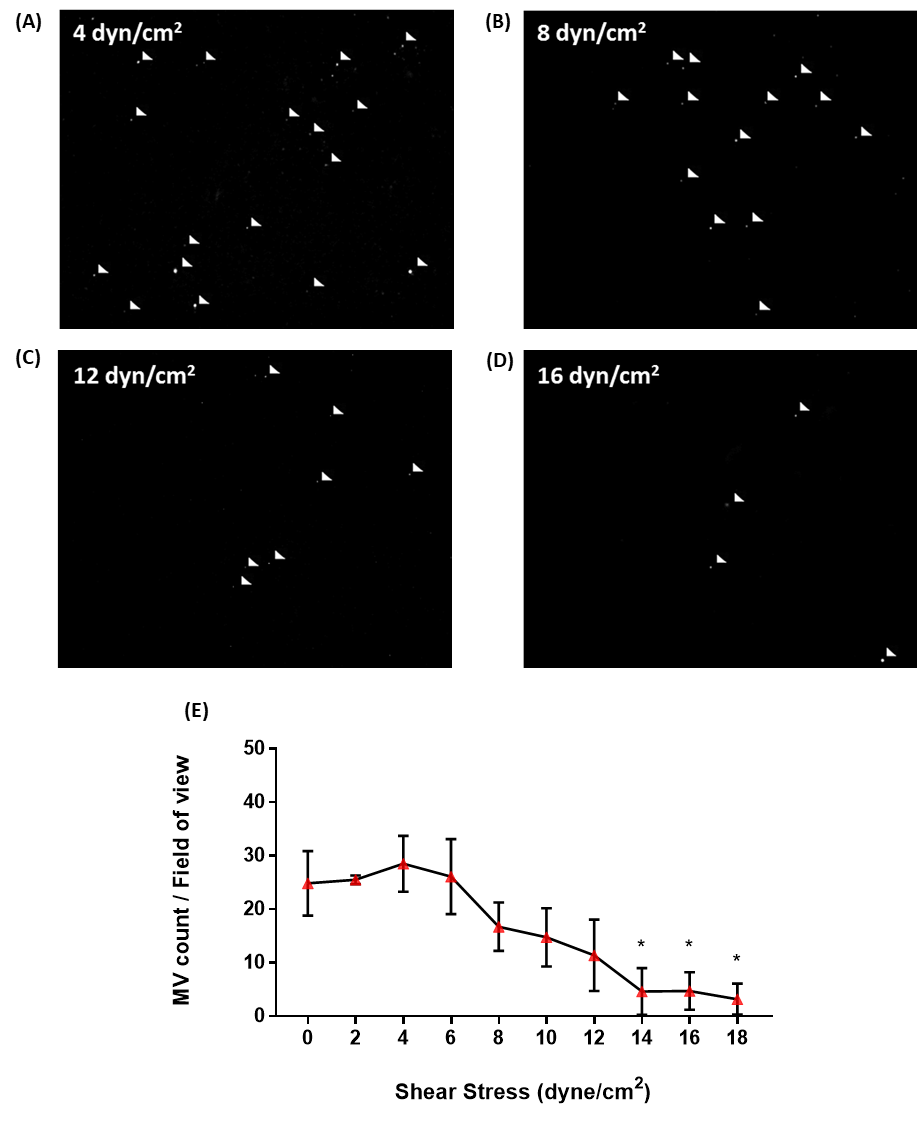 (A)
4 dyn/cm²
(B)
8 dyn/cm²
(C)
12 dyn/cm²
(D)
16 dyn/cm²
(E)
MV count / Field of view
50
40
30
20
10
0
* * *
0 2 4 6 8 10 12 14 16 18
Shear Stress (dyne/cm²)